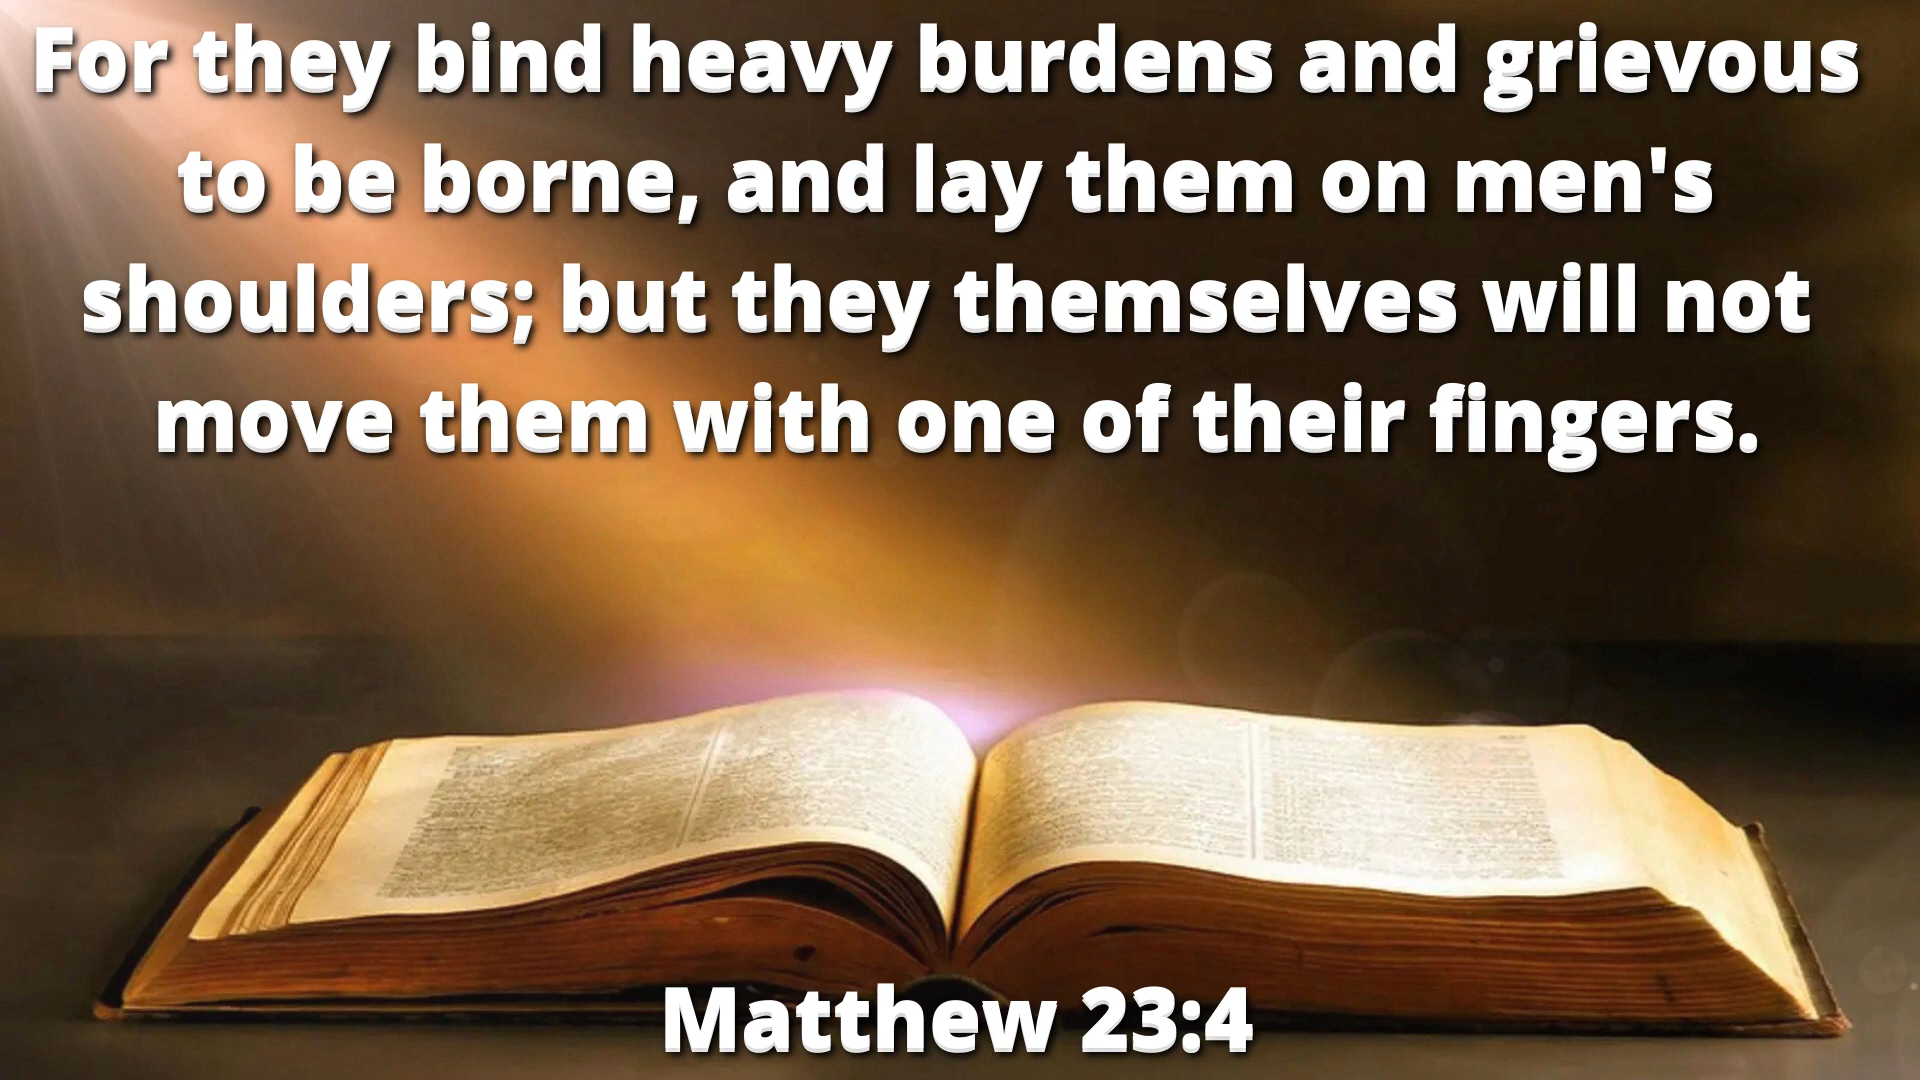 For they bind heavy burdens and grievous
to be borne, and lay them on men's
shoulders; but they themselves will not
move them with one of their fingers.
Matthew 23:4